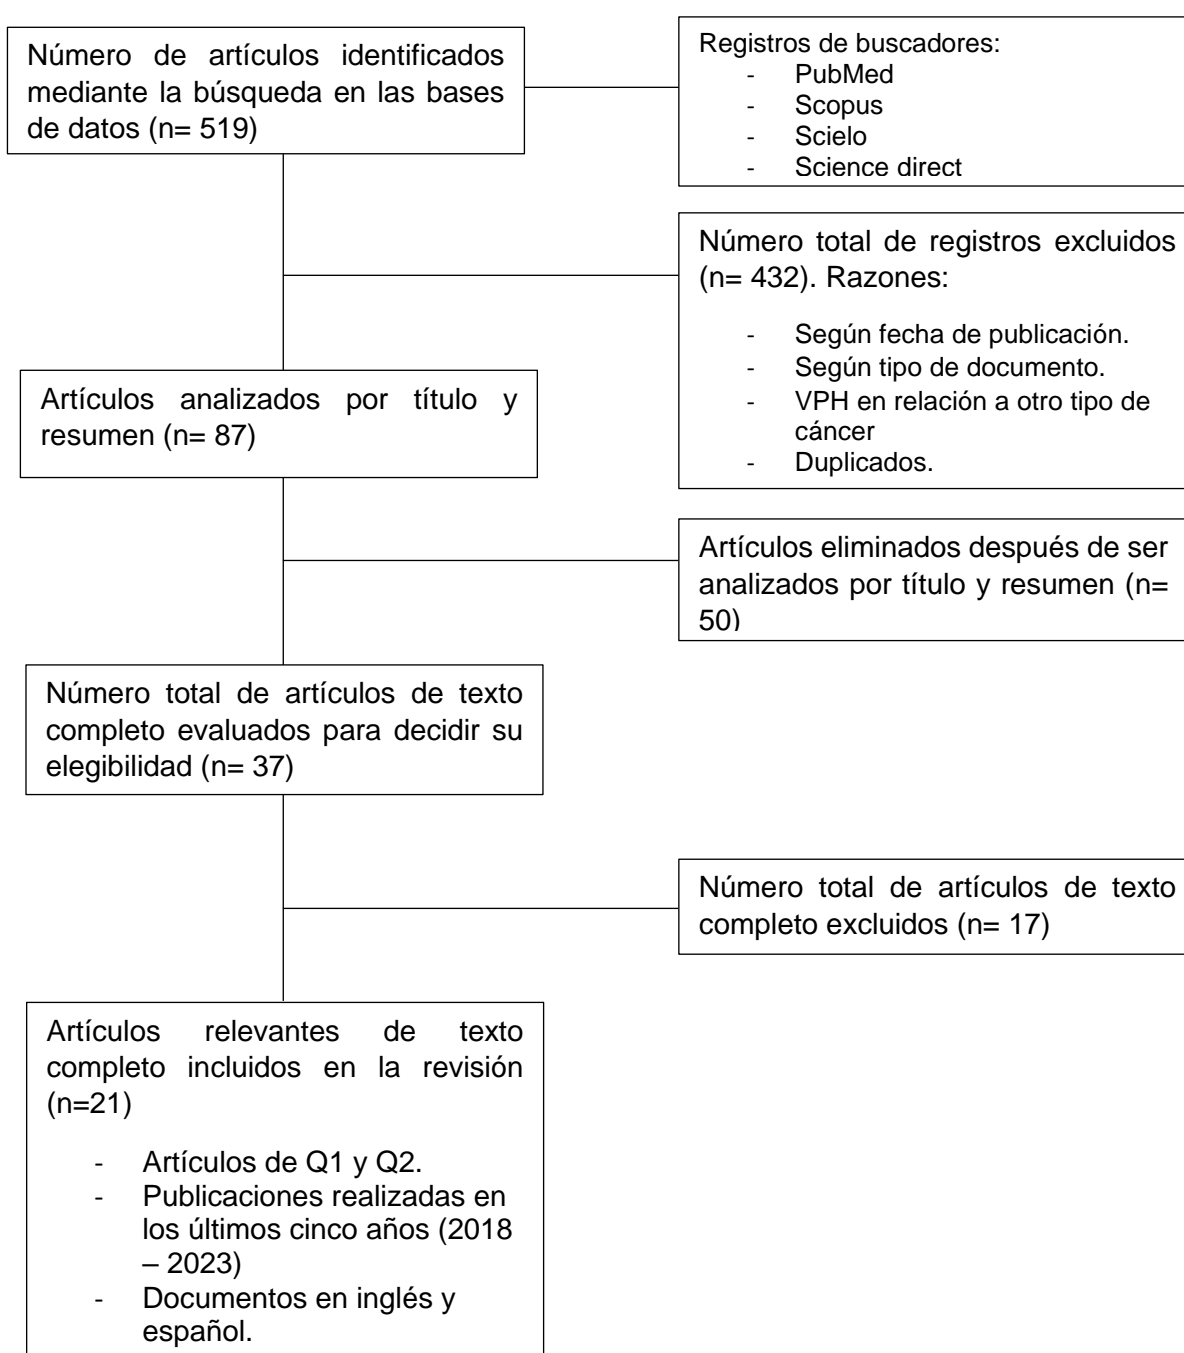 Número de artículos identificados
mediante la búsqueda en las bases
de datos (n= 519)
Registros de buscadores:
- PubMed
- Scopus
- Scielo
- Science direct
Número total de registros excluidos
(n= 432). Razones:
- Según fecha de publicación.
- Según tipo de documento.
- VPH en relación a otro tipo de
cáncer
- Duplicados.
Artículos analizados por título y
resumen (n= 87)
Artículos eliminados después de ser
analizados por título y resumen (n=
50)
Número total de artículos de texto
completo evaluados para decidir su
elegibilidad (n= 37)
Número total de artículos de texto
completo excluidos (n= 17)
Artículos relevantes de texto
completo incluidos en la revisión
(n=21)
- Artículos de Q1 y Q2.
- Publicaciones realizadas en
los últimos cinco años (2018
– 2023)
- Documentos en inglés y
español.